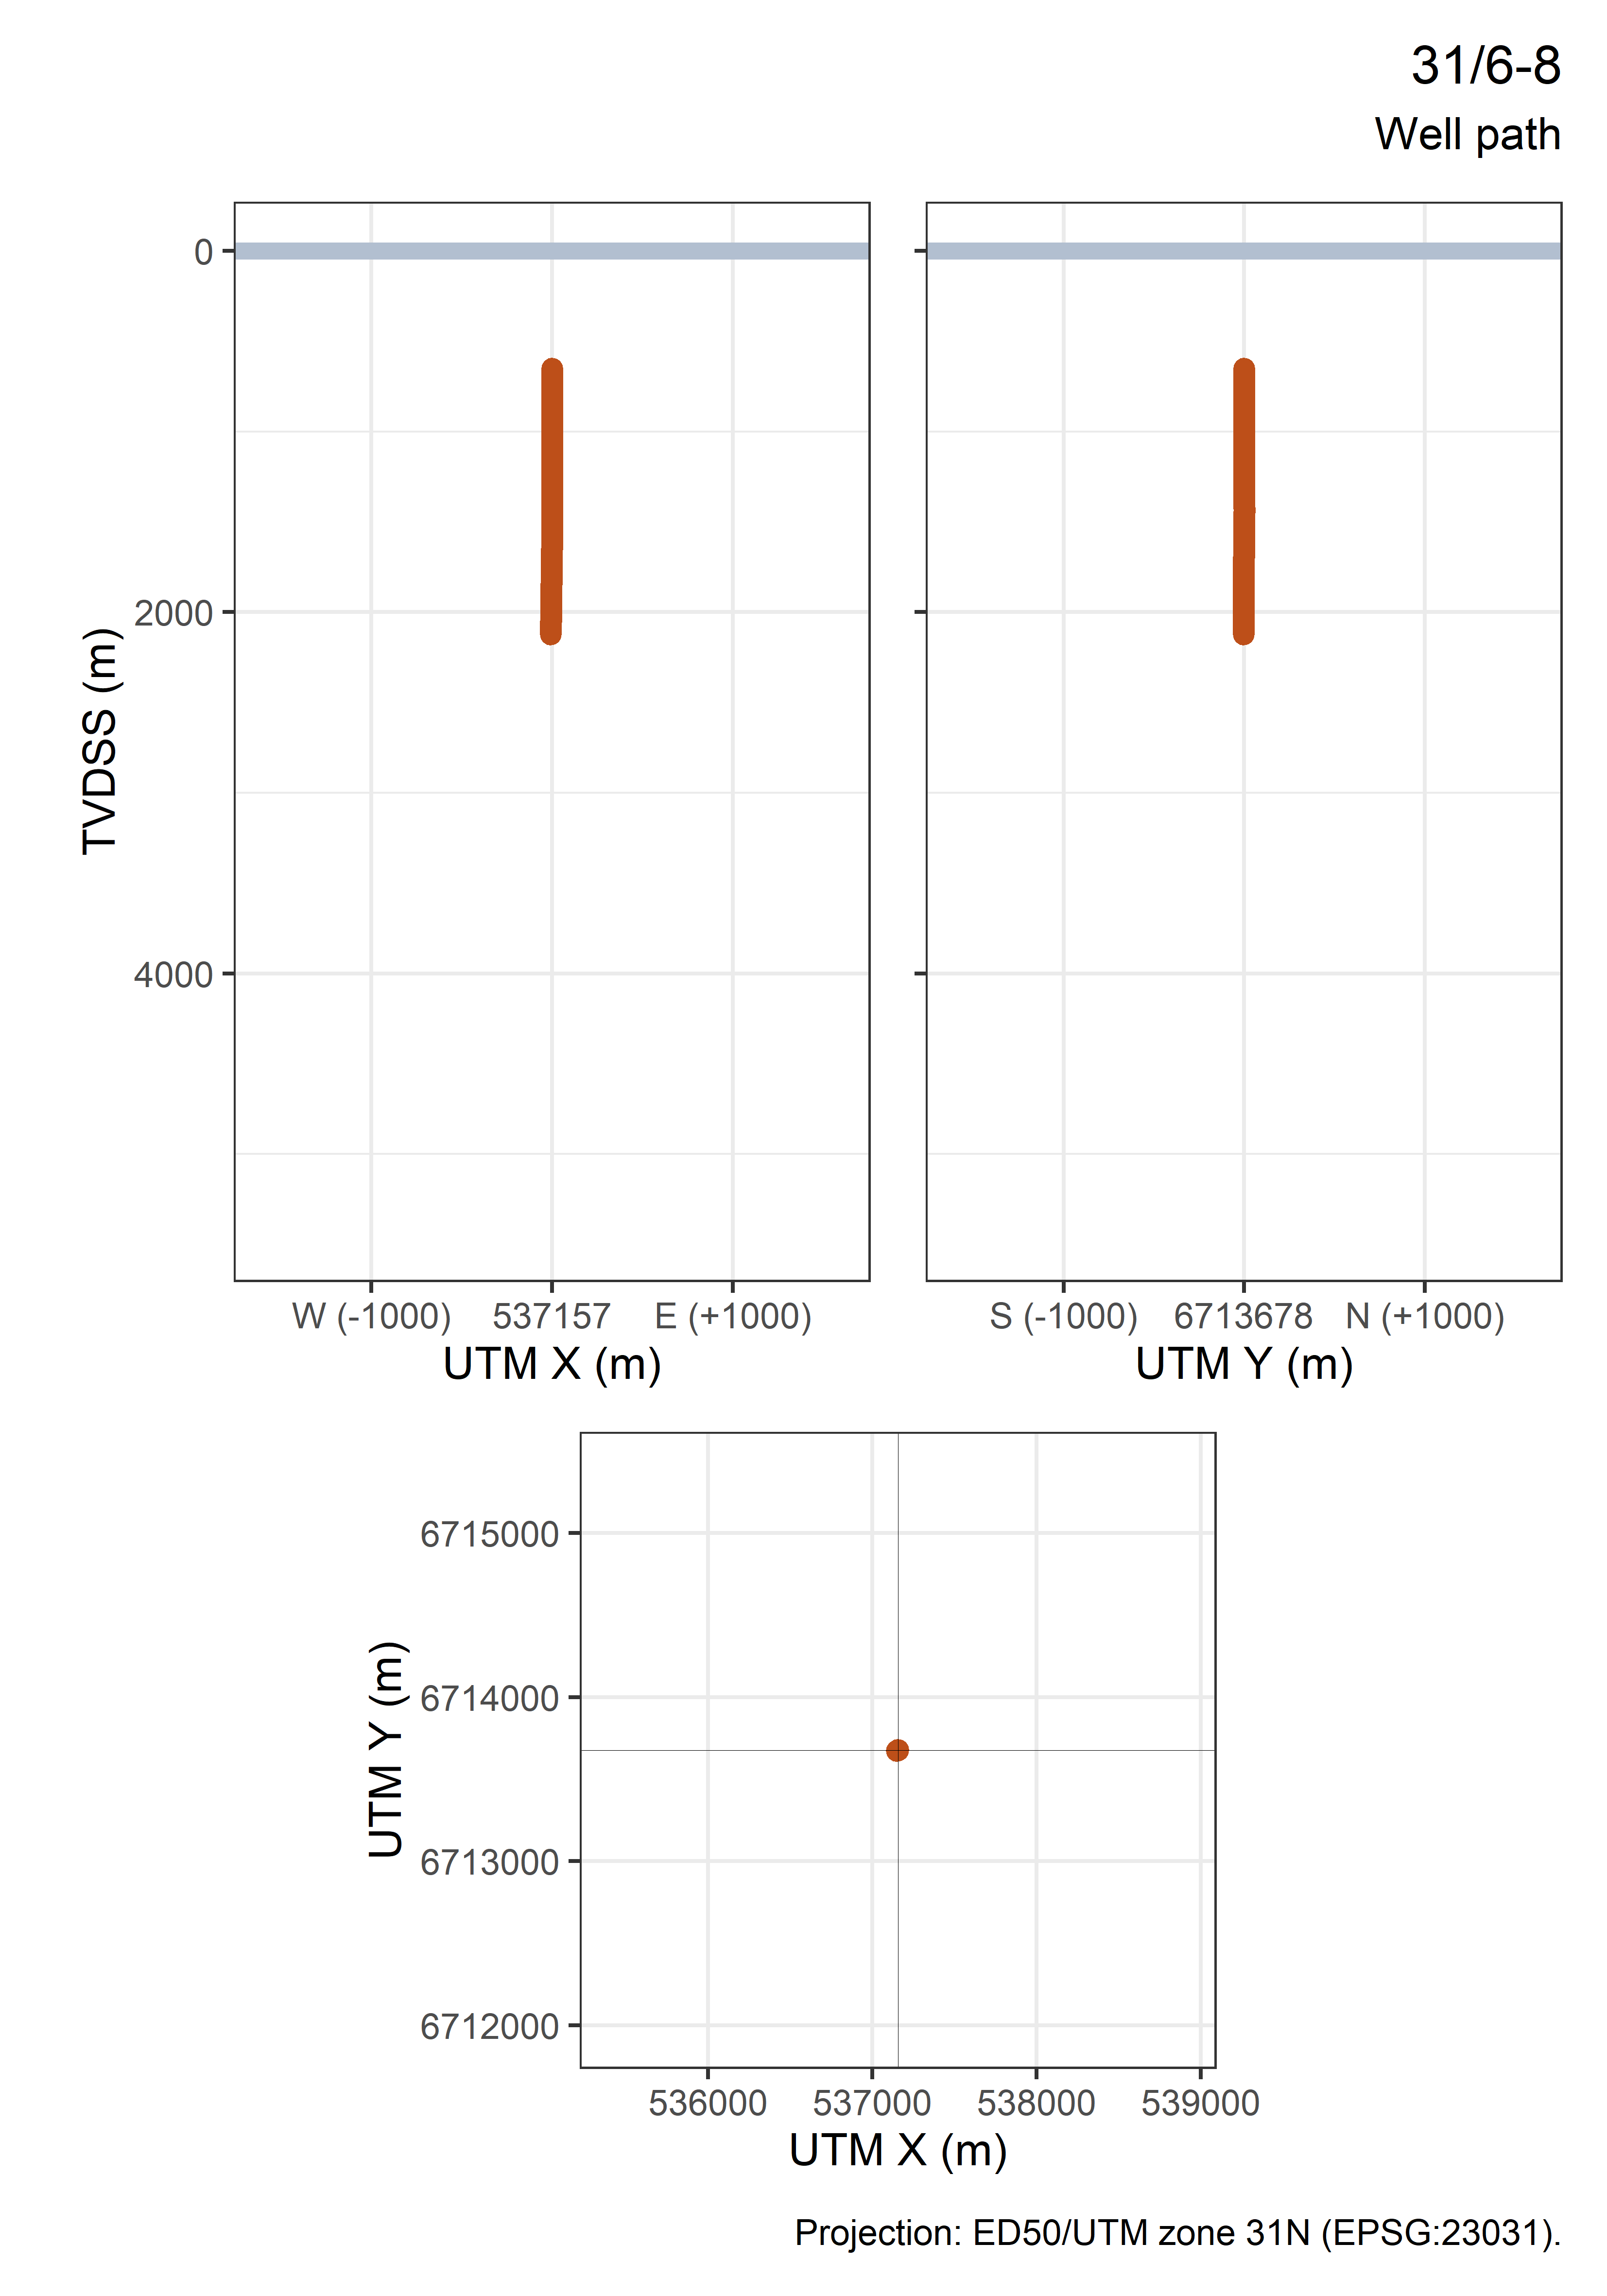 31/6-8
Well path
0
2000
4000
TVDSS (m)
W (-1000) 537157 E (+1000)
UTM X (m)
S (-1000) 6713678 N (+1000)
UTM Y (m)
6715000
6714000
6713000
6712000
UTM Y (m)
536000 537000 538000 539000
UTM X (m)
Projection: ED50/UTM zone 31N (EPSG:23031).